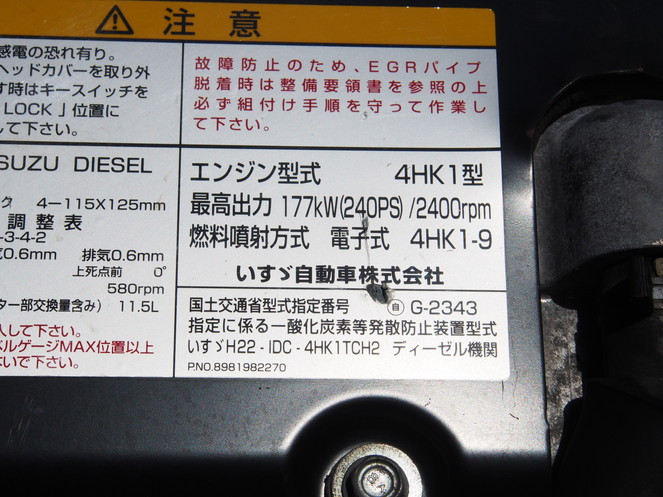 注意
感電の恐れ有り。
ヘッドカバーを取り外
す時はキースイッチを
LOCK」位置に
して下さい。
故障防止のため、EGRパイプ
脱着時は整備要領書を参照の上
必ず組付け手順を守って作業し
て下さい。
SUZU DIESEL
4－115X125mm
調整表
-3-4-2
0.6mm 排気0.6mm
上死点前 0°
580rpm
ター部交換量含み) 11.5L
入して下さい。
ベルゲージMAX位置以上
ないで下さい。
エンジン型式 4HK1型
最高出力 177kW(240PS) /2400rpm
燃料噴射方式 電子式 4HK1-9
いすゞ自動車株式会社
国土交通省型式指定番号 自 G-2343
指定に係る一酸化炭素等発散防止装置型式
いすゞH22 - IDC - 4HK1TCH2 ディーゼル機関
P.NO.8981982270